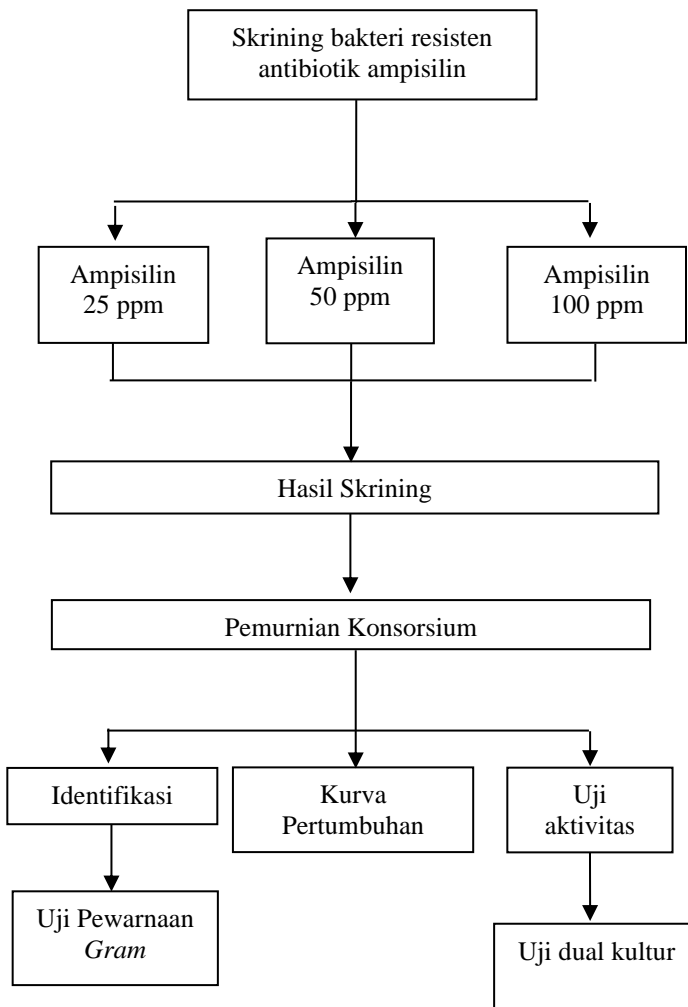 Skrining bakteri resisten
antibiotik ampisilin
Ampisilin
25 ppm
Ampisilin
50 ppm
Ampisilin
100 ppm
Hasil Skrining
Pemurnian Konsorsium
Identifikasi
Kurva
Pertumbuhan
Uji
aktivitas
Uji Pewarnaan
Gram
Uji dual kultur